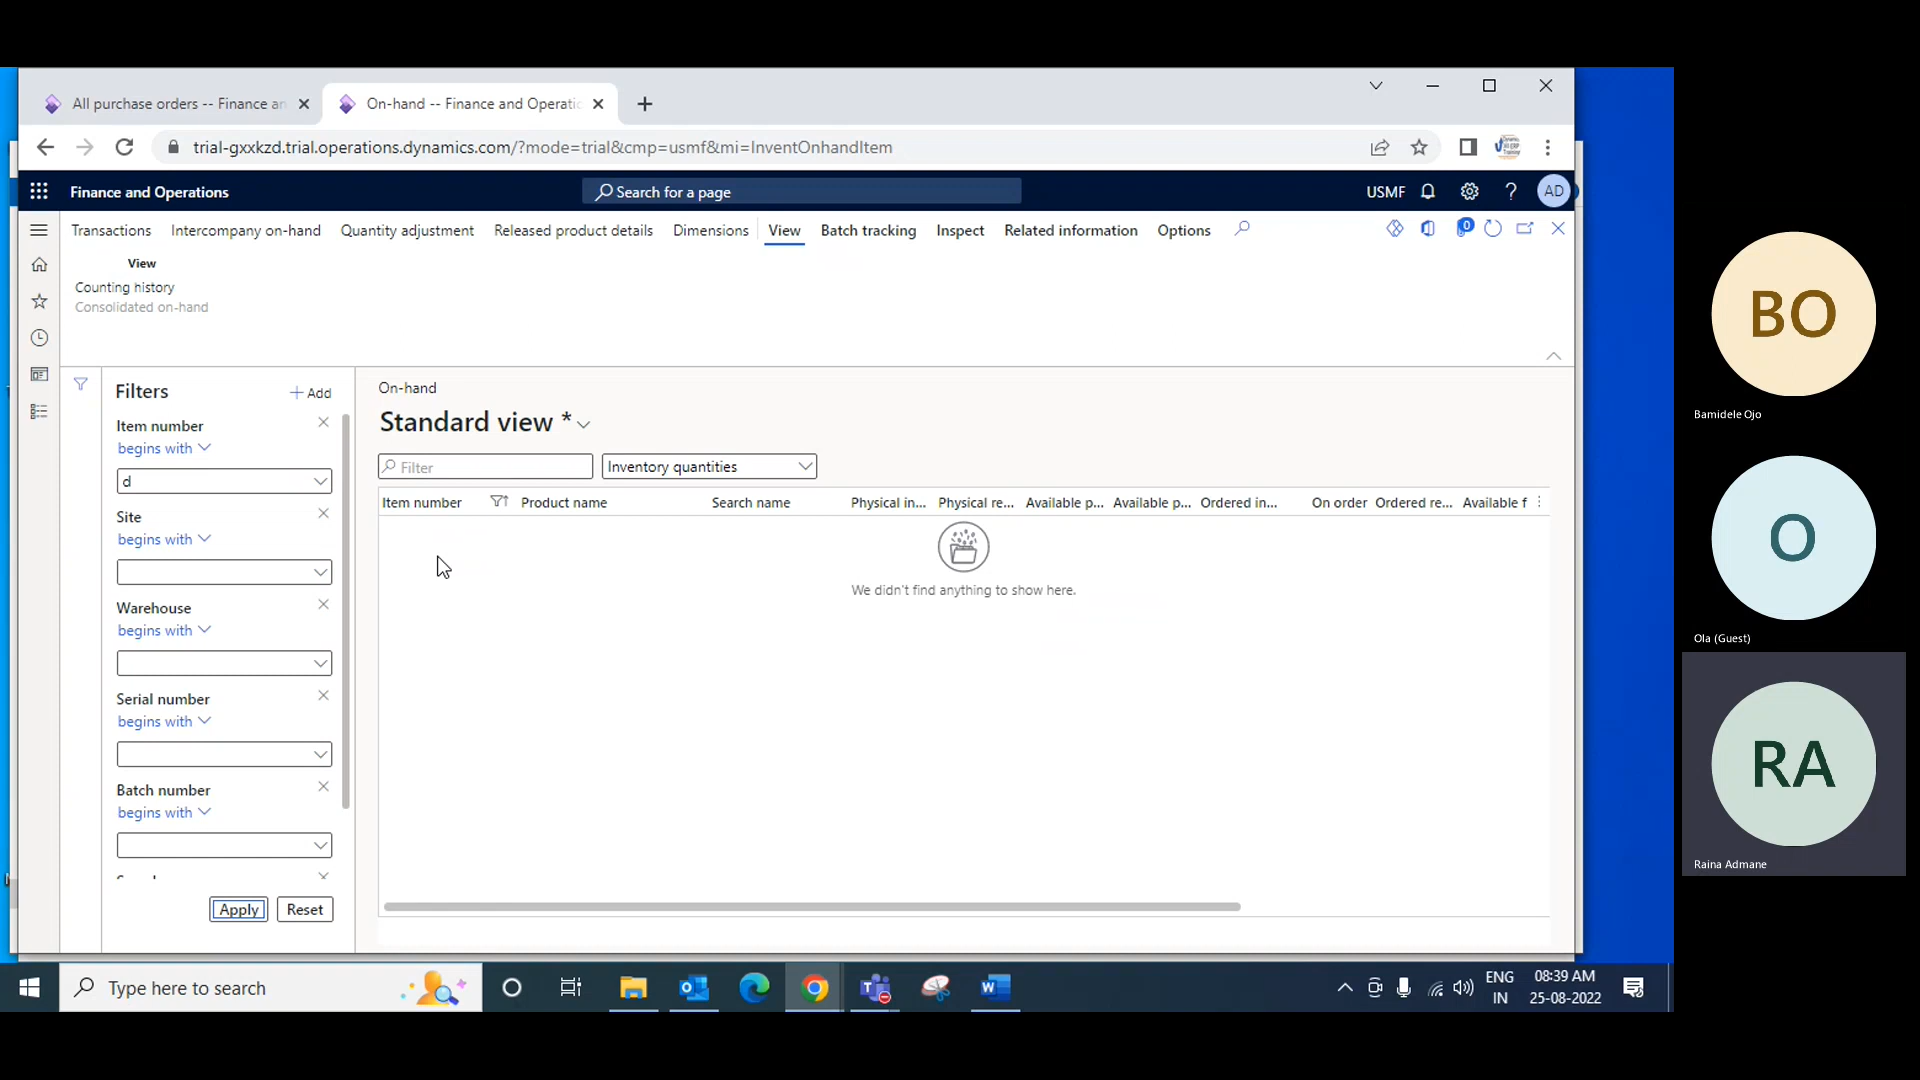 All purchase orders -- Finance an
On-hand -- Finance and Operatic
trial-gxxkzd.trial.operations.dynamics.com/?mode=trial&cmp=usmf&mi=InventOnhandItem
Finance and Operations
Search for a page
USMF
AD
Transactions
Intercompany on-hand
Quantity adjustment
Released product details
Dimensions
View
Batch tracking
Inspect
Related information
Options
0
View
Counting history
Consolidated on-hand
Filters
Add
Item number
begins with
d
Site
begins with
Warehouse
begins with
Serial number
begins with
Batch number
begins with
Apply
Reset
On-hand
Standard view *
Filter
Inventory quantities
Item number
Product name
Search name
Physical in...
Physical re...
Available p...
Available p...
Ordered in...
On order
Ordered re...
Available f
We didn't find anything to show here.
BO
Bamidele Ojo
O
Ola (Guest)
RA
Raina Admane
Type here to search
ENG
IN
08:39 AM
25-08-2022